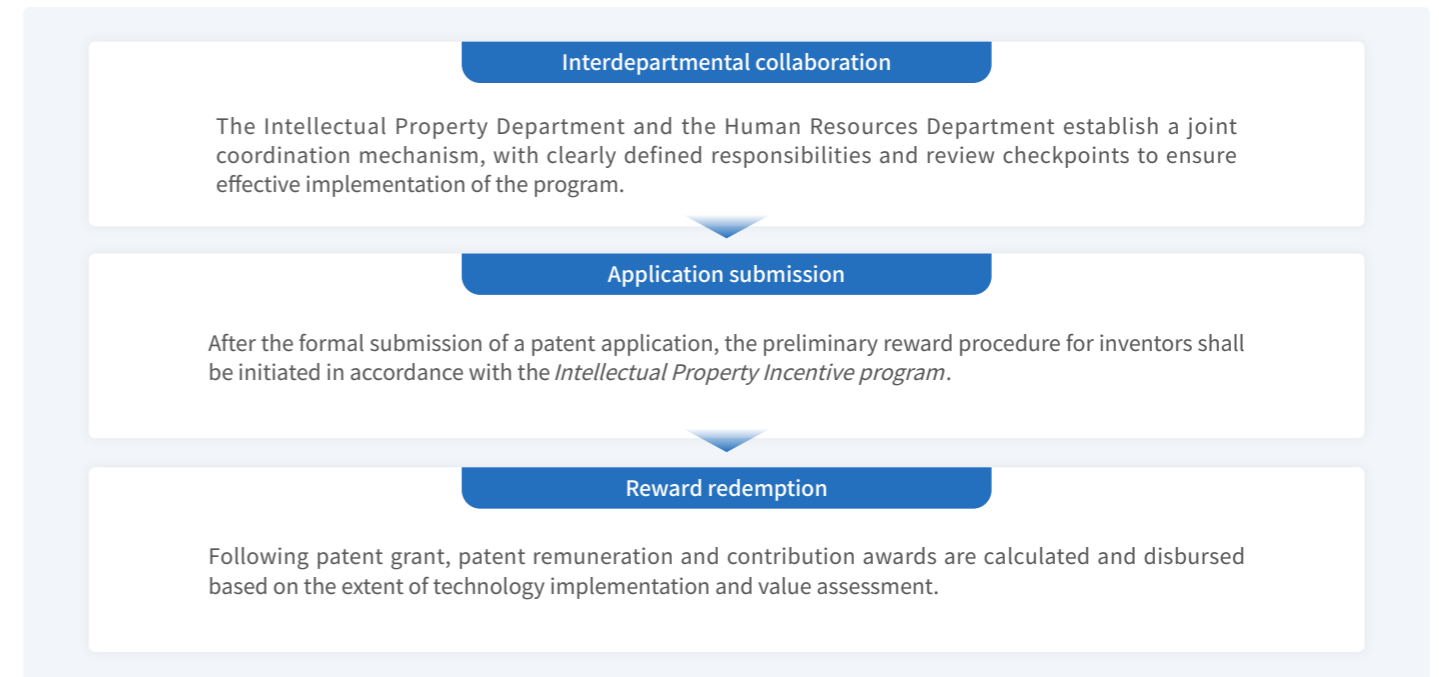 Interdepartmental collaboration
The Intellectual Property Department and the Human Resources Department establish a joint
coordination mechanism, with clearly defined responsibilities and review checkpoints to ensure
effective implementation of the program.
Application submission
After the formal submission of a patent application, the preliminary reward procedure for inventors shall
be initiated in accordance with the Intellectual Property Incentive program.
Reward redemption
Following patent grant, patent remuneration and contribution awards are calculated and disbursed
based on the extent of technology implementation and value assessment.